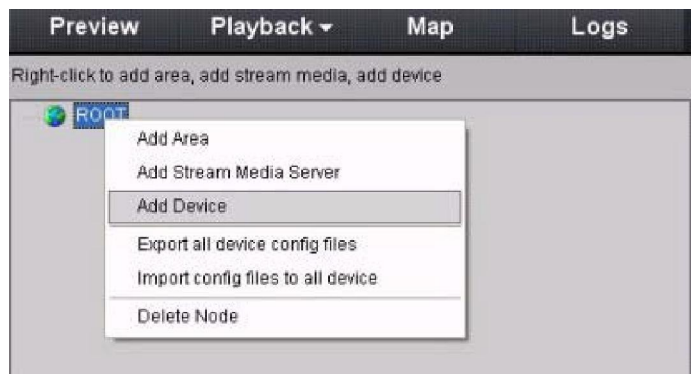 Preview Playback Map Logs
Right-click to add area, add stream media, add device
ROOT
Add Area
Add Stream Media Server
Add Device
Export all device config files
Import config files to all device
Delete Node